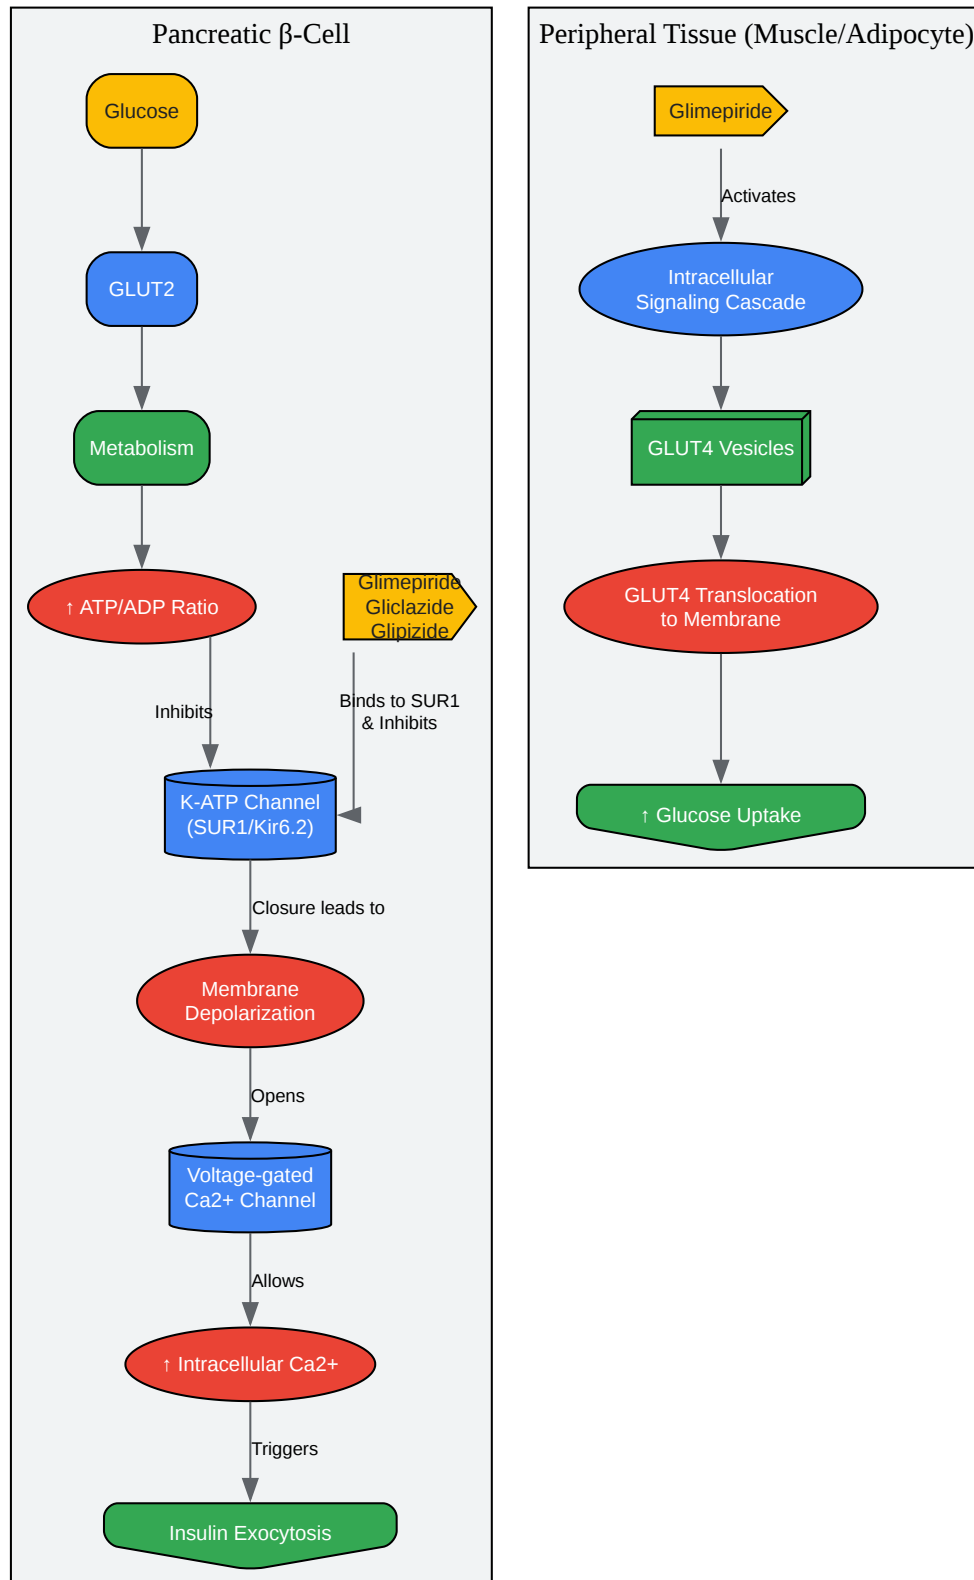 Pancreatic β-Cell
Glucose
GLUT2
Metabolism
↑ ATP/ADP Ratio
Glimepiride
Gliclazide
Glipizide
Inhibits
Binds to SUR1
& Inhibits
K-ATP Channel
(SUR1/Kir6.2)
Closure leads to
Membrane
Depolarization
Opens
Voltage-gated
Ca2+ Channel
Allows
↑ Intracellular Ca2+
Triggers
Insulin Exocytosis
Peripheral Tissue (Muscle/Adipocyte)
Glimepiride
Activates
Intracellular
Signaling Cascade
GLUT4 Vesicles
GLUT4 Translocation
to Membrane
↑ Glucose Uptake